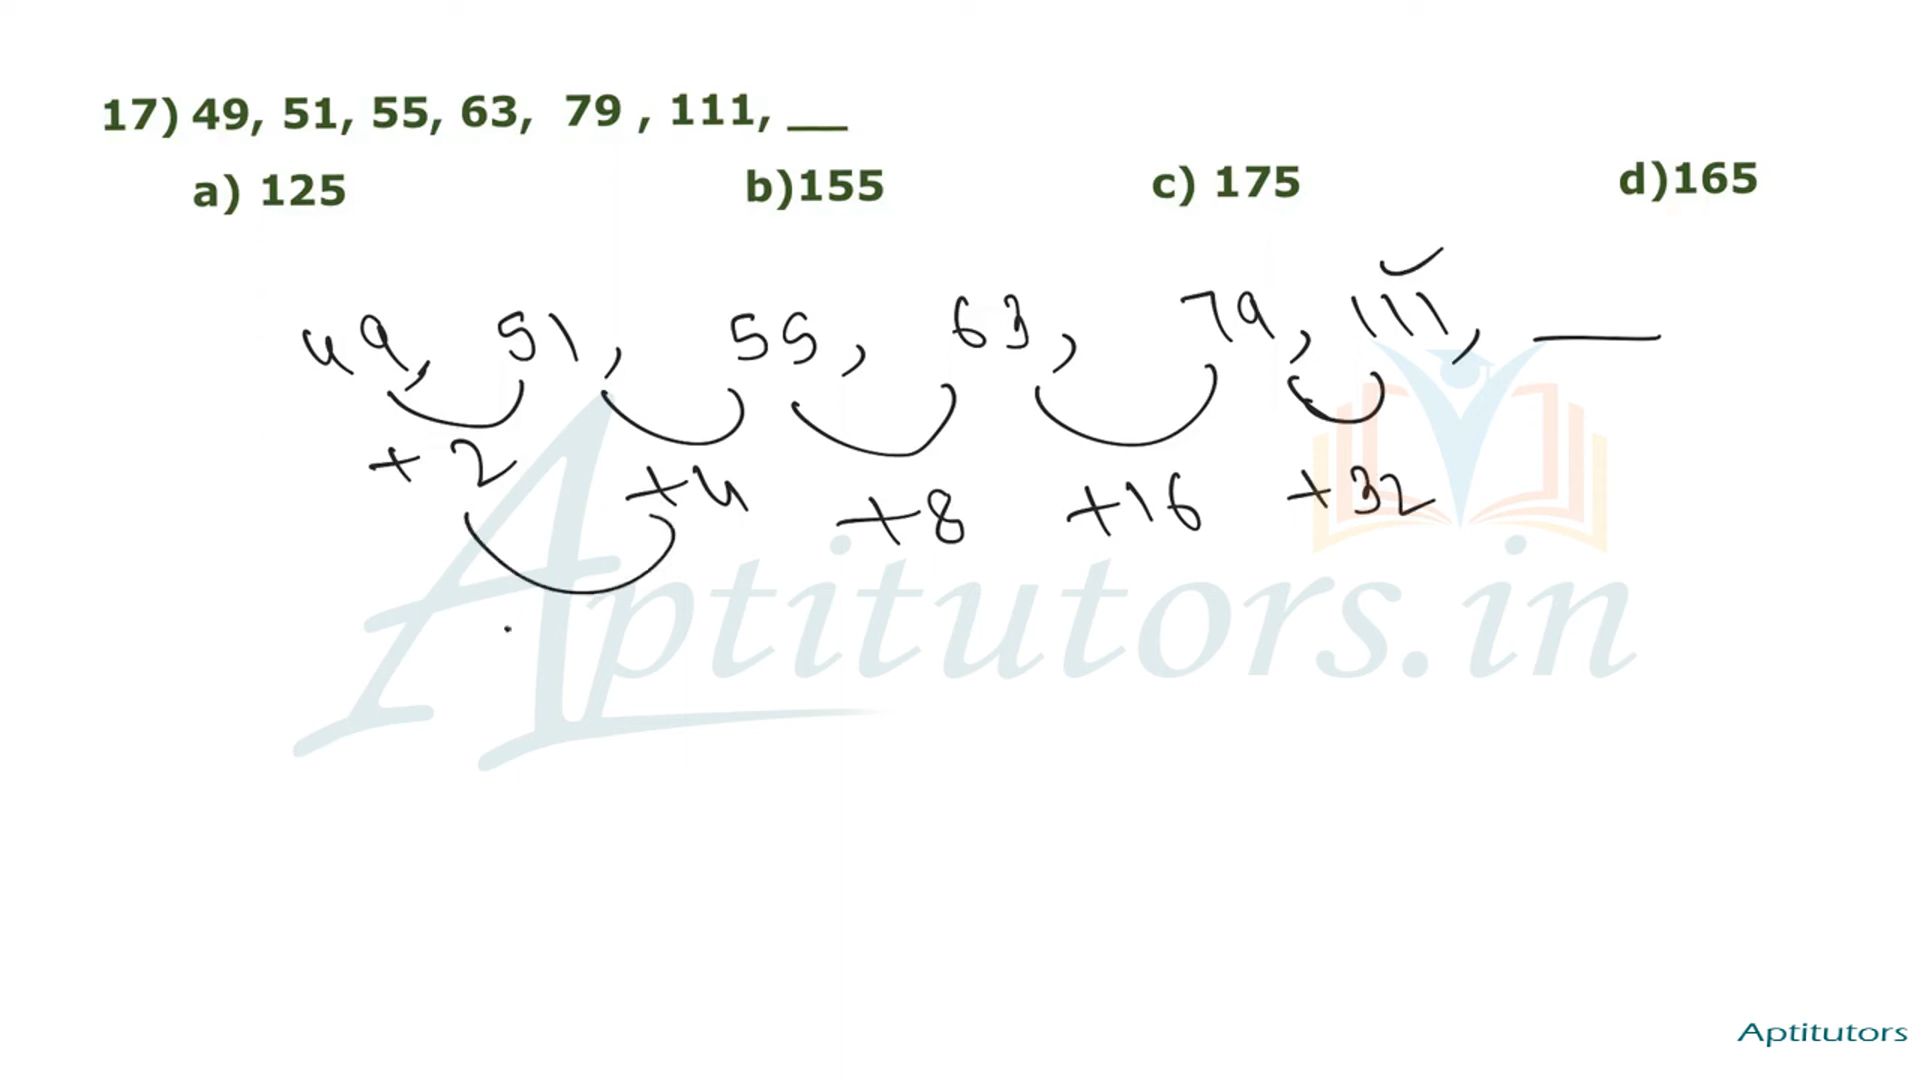 17) 49, 51, 55, 63, 79 , 111, __
a) 125 b)155 c) 175 d)165
49, 51, 55, 63, 79, 111, __
+2 +4 +8 +16 +32
Aptitutors.in
Aptitutors